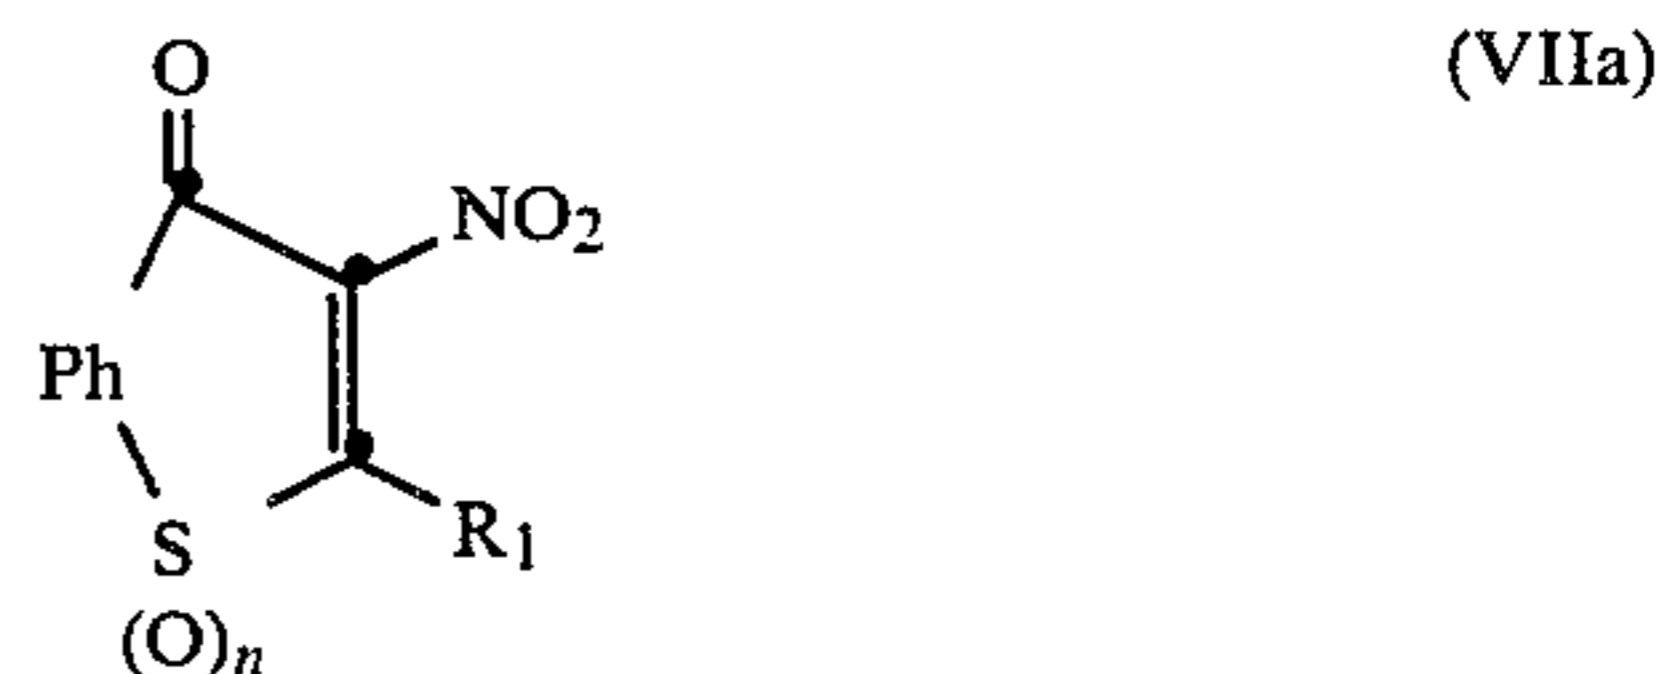 O (VIIa)
NO2
Ph
R1
S
(O)n